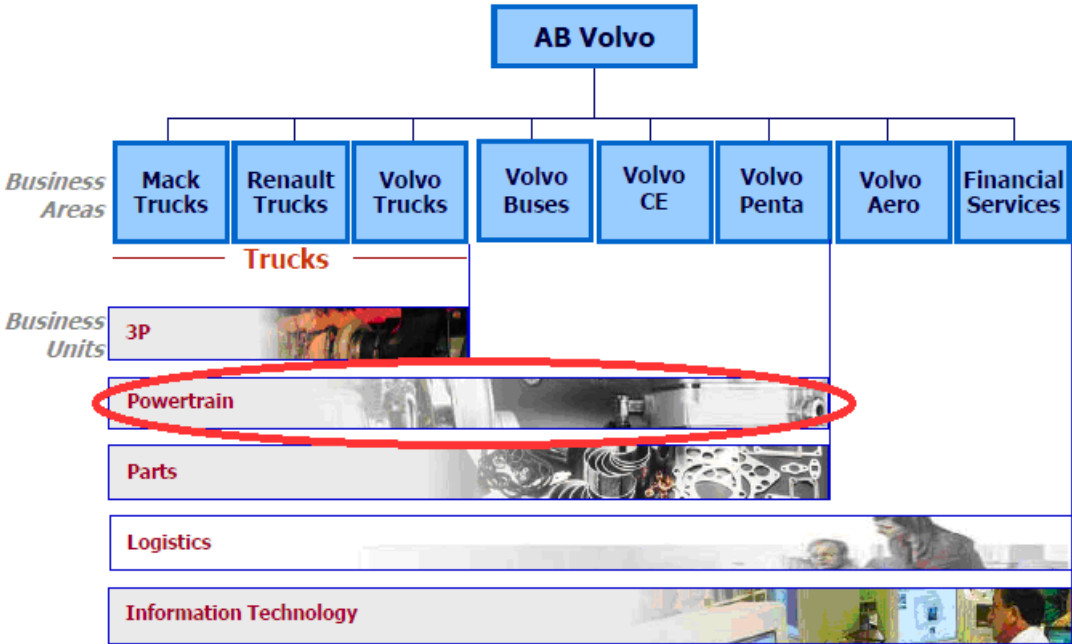 AB Volvo
Business
Areas
Mack
Trucks
Renault
Trucks
Volvo
Trucks
Volvo
Buses
Volvo
CE
Volvo
Penta
Volvo
Aero
Financial
Services
Trucks
Business
Units
3P
Powertrain
Parts
Logistics
Information Technology